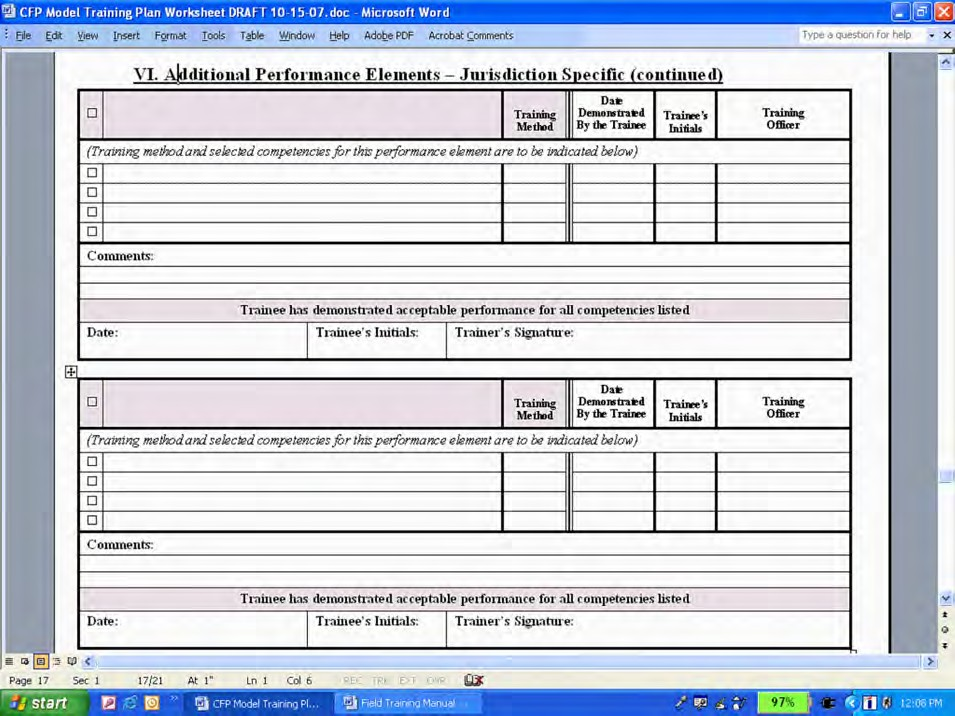 CFP Model Training Plan Worksheet DRAFT 10-15-07.doc - Microsoft Word
File Edit View Insert Format Tools Table Window Help Adobe PDF Acrobat Comments Type a question for help
VI. Additional Performance Elements – Jurisdiction Specific (continued)
Training Method Date Demonstrated By the Trainee Trainee's Initials Training Officer
(Training method and selected competencies for this performance element are to be indicated below)
Comments:
Trainee has demonstrated acceptable performance for all competencies listed
Date: Trainee's Initials: Trainer's Signature:
Training Method Date Demonstrated By the Trainee Trainee's Initials Training Officer
(Training method and selected competencies for this performance element are to be indicated below)
Comments:
Trainee has demonstrated acceptable performance for all competencies listed
Date: Trainee's Initials: Trainer's Signature:
Page 17 Sec 1 17/21 At 1" Ln 1 Col 6 REC TRK EXT OVR
start CFP Model Training Pl... Field Training Manual 97% 12:06 PM